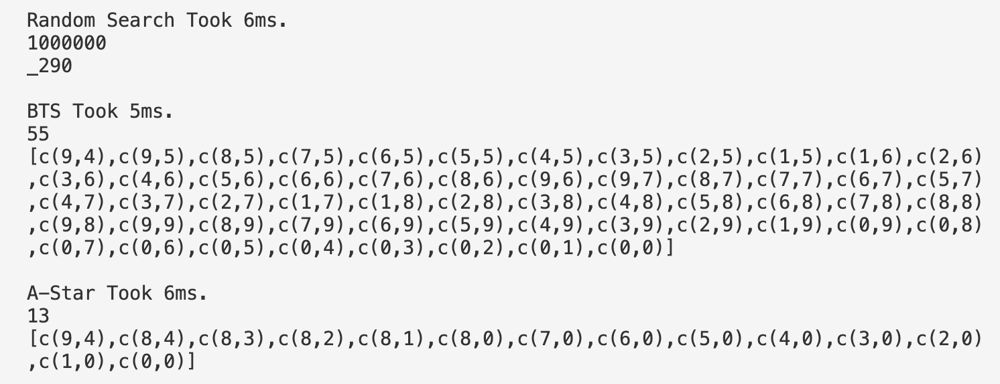 Random Search Took 6ms.
1000000
_290
BTS Took 5ms.
55
[c(9,4),c(9,5),c(8,5),c(7,5),c(6,5),c(5,5),c(4,5),c(3,5),c(2,5),c(1,5),c(1,6),c(2,6)
,c(3,6),c(4,6),c(5,6),c(6,6),c(7,6),c(8,6),c(9,6),c(9,7),c(8,7),c(7,7),c(6,7),c(5,7)
,c(4,7),c(3,7),c(2,7),c(1,7),c(1,8),c(2,8),c(3,8),c(4,8),c(5,8),c(6,8),c(7,8),c(8,8)
,c(9,8),c(9,9),c(8,9),c(7,9),c(6,9),c(5,9),c(4,9),c(3,9),c(2,9),c(1,9),c(0,9),c(0,8)
,c(0,7),c(0,6),c(0,5),c(0,4),c(0,3),c(0,2),c(0,1),c(0,0)]
A-Star Took 6ms.
13
[c(9,4),c(8,4),c(8,3),c(8,2),c(8,1),c(8,0),c(7,0),c(6,0),c(5,0),c(4,0),c(3,0),c(2,0)
,c(1,0),c(0,0)]